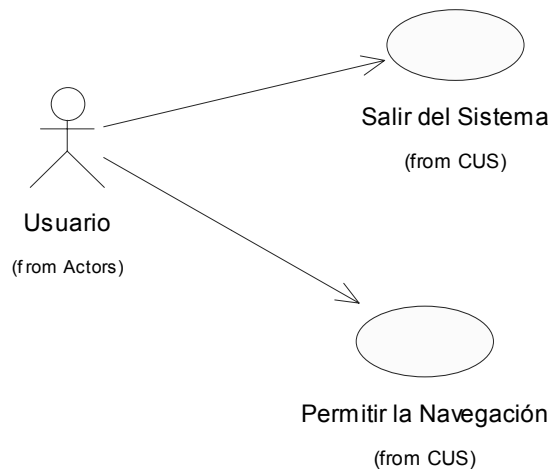 Salir del Sistema
(from CUS)
Usuario
(from Actors)
Permitir la Navegación
(from CUS)